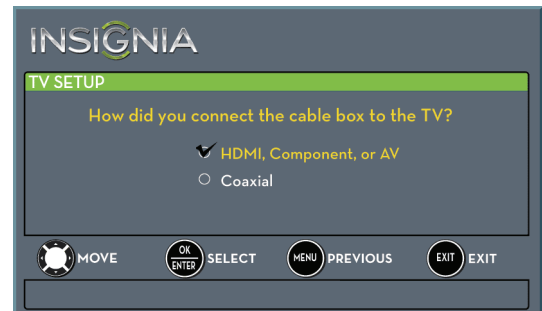 INSIGNIA
TV SETUP
How did you connect the cable box to the TV?
HDMI, Component, or AV
Coaxial
MOVE OK ENTER SELECT MENU PREVIOUS EXIT EXIT